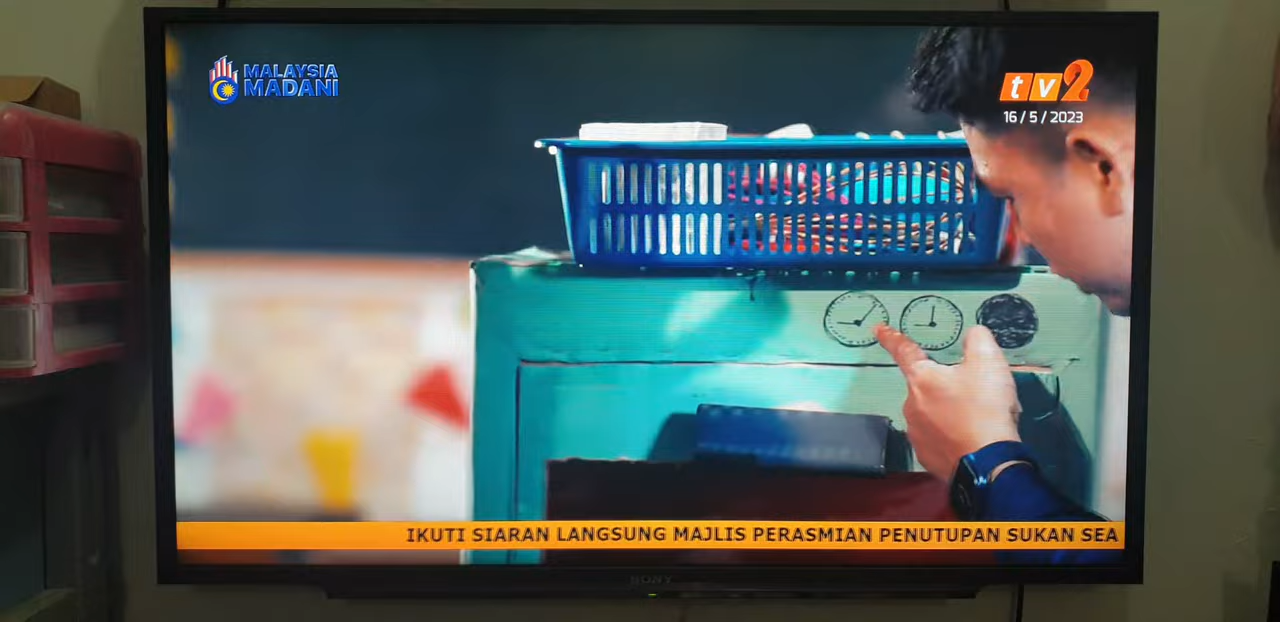 MALAYSIA
MADANI
tv2
16 / 5 / 2023
IKUTI SIARAN LANGSUNG MAJLIS PERASMIAN PENUTUPAN SUKAN SEA
SONY